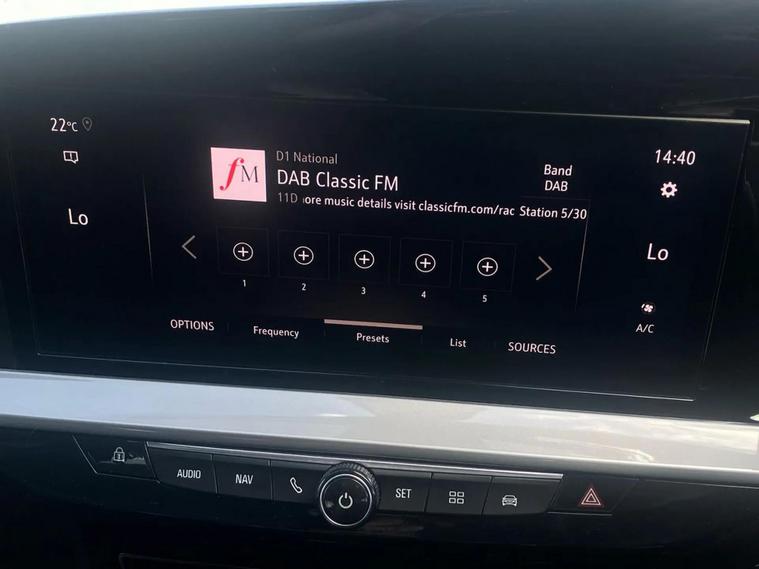 22°C
Lo
fM
D1 National
DAB Classic FM
11D ore music details visit classicfm.com/rac
Station 5/30
Band
DAB
14:40
Lo
A/C
1
2
3
4
5
OPTIONS
Frequency
Presets
List
SOURCES
AUDIO
NAV
SET